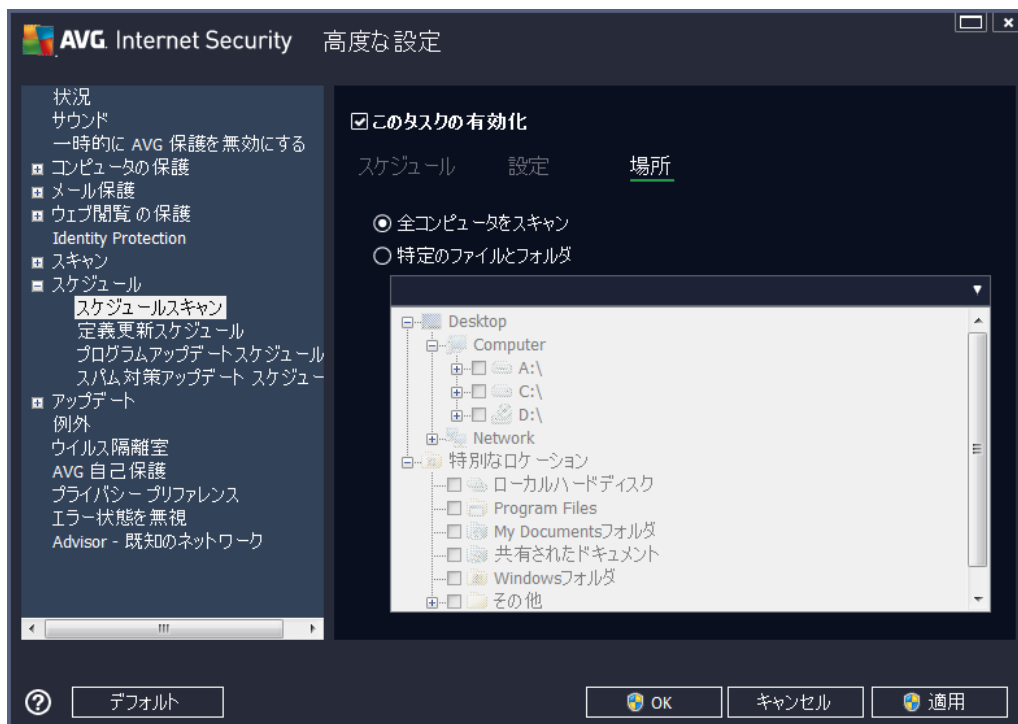 AVG. Internet Security 高度な設定
状況
サウンド
一時的に AVG 保護を無効にする
コンピュータの保護
メール保護
ウェブ閲覧 の保護
Identity Protection
スキャン
スケジュール
スケジュールスキャン
定義更新スケジュール
プログラムアップデートスケジュール
スパム対策アップデート スケジュー
アップデート
例外
ウイルス隔離室
AVG 自己保護
プライバシー プリファレンス
エラー状態を無視
Advisor - 既知のネットワーク
このタスクの有効化
スケジュール 設定 場所
全コンピュータをスキャン
特定のファイルとフォルダ
Desktop
Computer
A:\
C:\
D:\
Network
特別なロケーション
ローカルハードディスク
Program Files
My Documentsフォルダ
共有されたドキュメント
Windowsフォルダ
その他
デフォルト OK キャンセル 適用